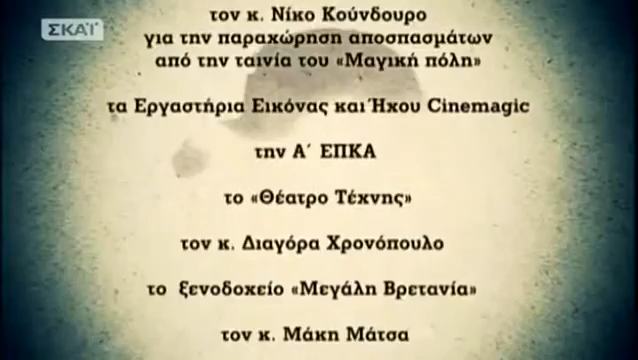 ΣΚΑΪ
τον κ. Νίκο Κούνδουρο
για την παραχώρηση αποσπασμάτων
από την ταινία του «Μαγική πόλη»
τα Εργαστήρια Εικόνας και Ήχου Cinemagic
την Α΄ ΕΠΚΑ
το «Θέατρο Τέχνης»
τον κ. Διαγόρα Χρονόπουλο
το ξενοδοχείο «Μεγάλη Βρετανία»
τον κ. Μάκη Μάτσα